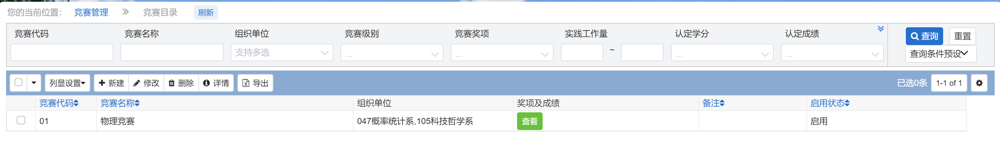 您的当前位置： 竞赛管理 » 竞赛目录 刷新
竞赛代码 竞赛名称 组织单位 竞赛级别 竞赛奖项 实践工作量 认定学分 认定成绩
支持多选 ... ... ~ ... ...
查询 重置
查询条件预设
列显设置 新建 修改 删除 详情 导出 已选0条 1-1 of 1
竞赛代码 竞赛名称 组织单位 奖项及成绩 备注 启用状态
01 物理竞赛 047概率统计系,105科技哲学系 查看 启用